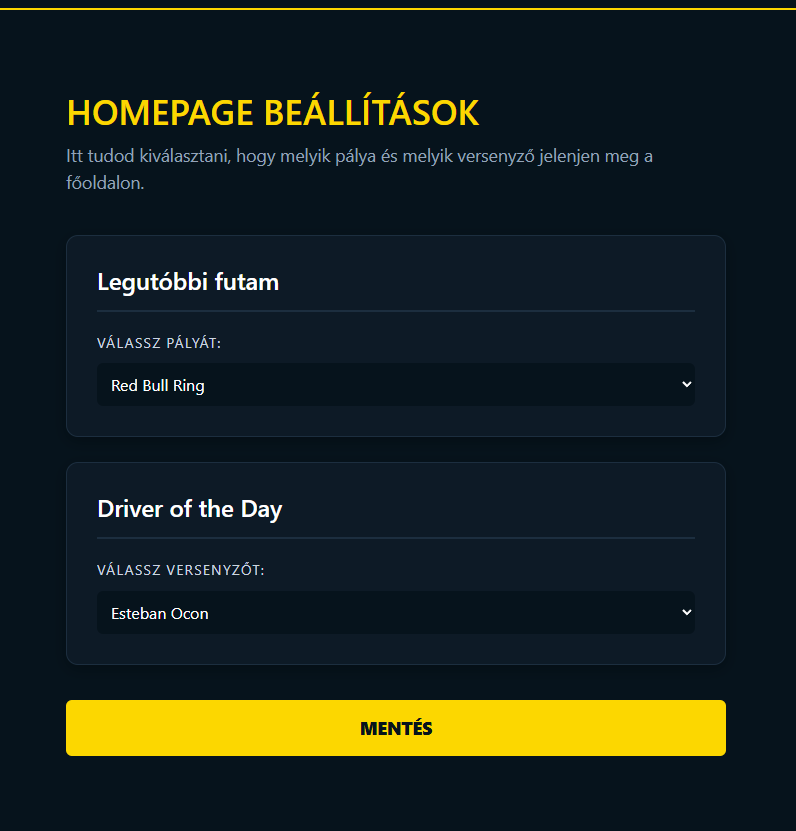 HOMEPAGE BEÁLLÍTÁSOK
Itt tudod kiválasztani, hogy melyik pálya és melyik versenyző jelenjen meg a
főoldalon.
Legutóbbi futam
VÁLASSZ PÁLYÁT:
Red Bull Ring
Driver of the Day
VÁLASSZ VERSENYZŐT:
Esteban Ocon
MENTÉS